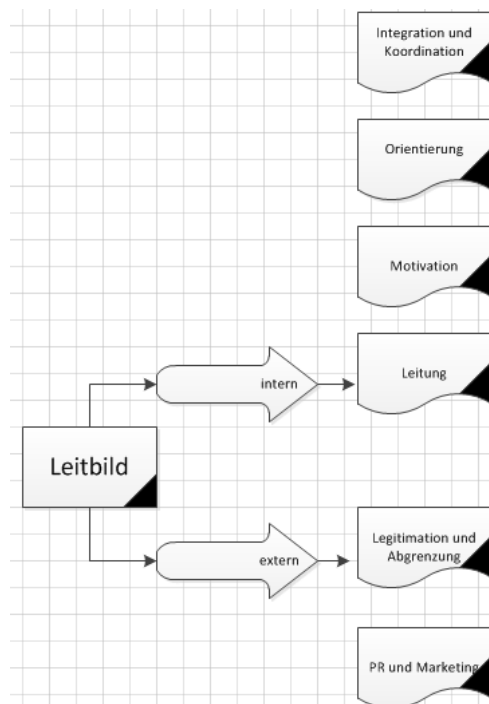 Integration und
Koordination
Orientierung
Motivation
intern
Leitung
Leitbild
extern
Legitimation und
Abgrenzung
PR und Marketing